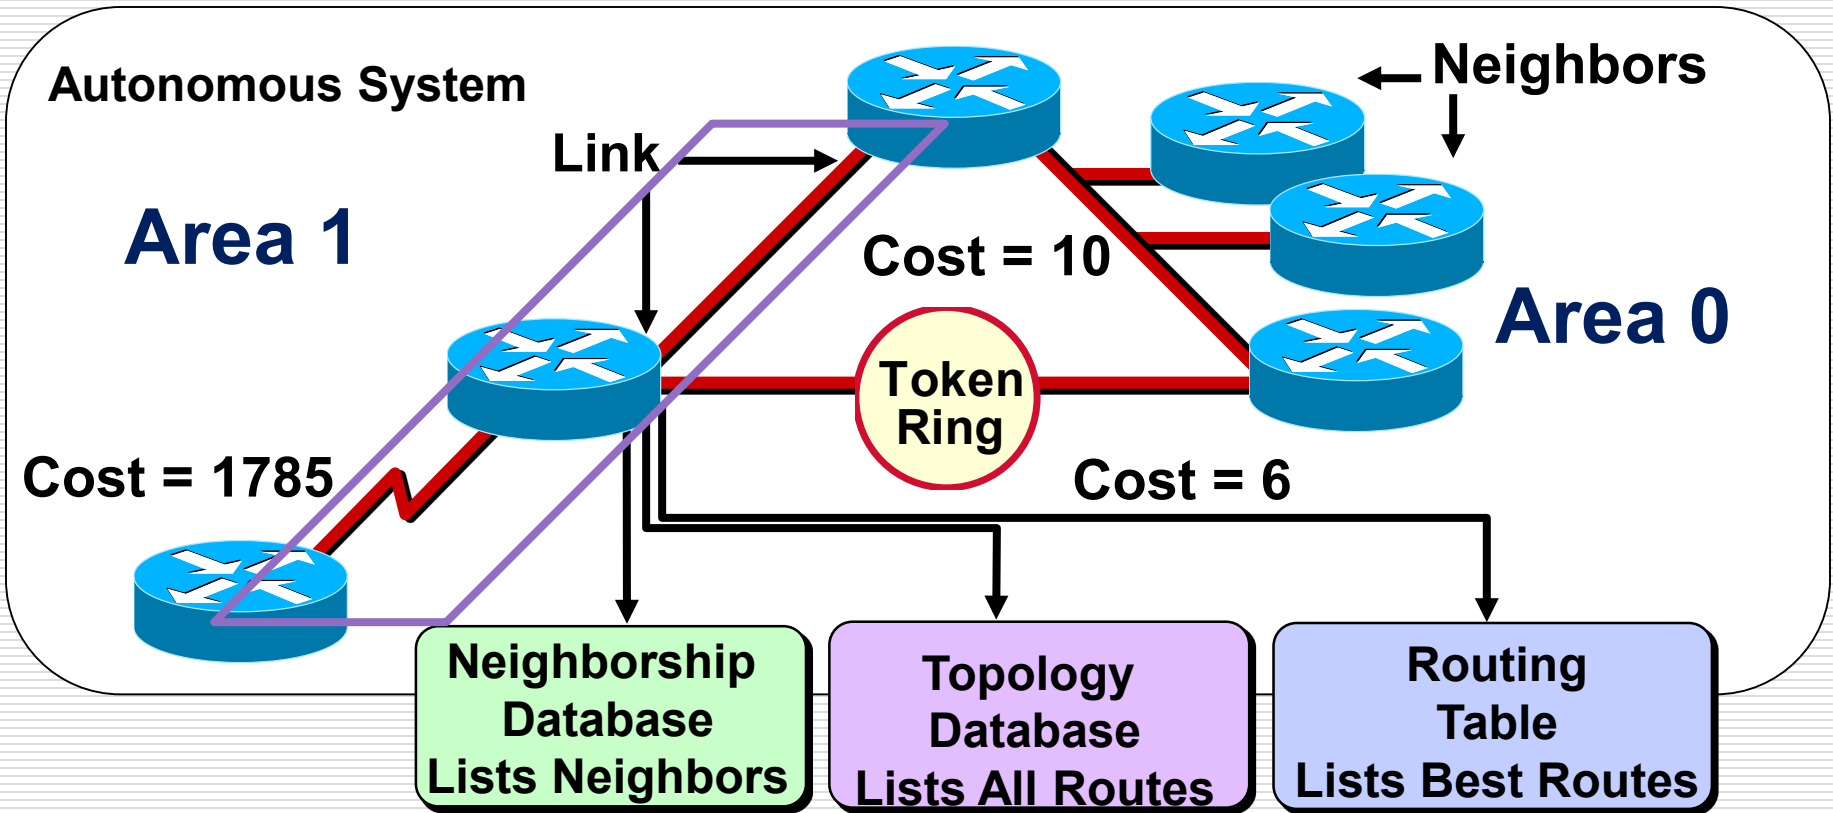 Autonomous System
Neighbors
Link
Area 1
Cost = 10
Area 0
Token
Ring
Cost = 1785
Cost = 6
Neighborship
Database
Lists Neighbors
Topology
Database
Lists All Routes
Routing
Table
Lists Best Routes